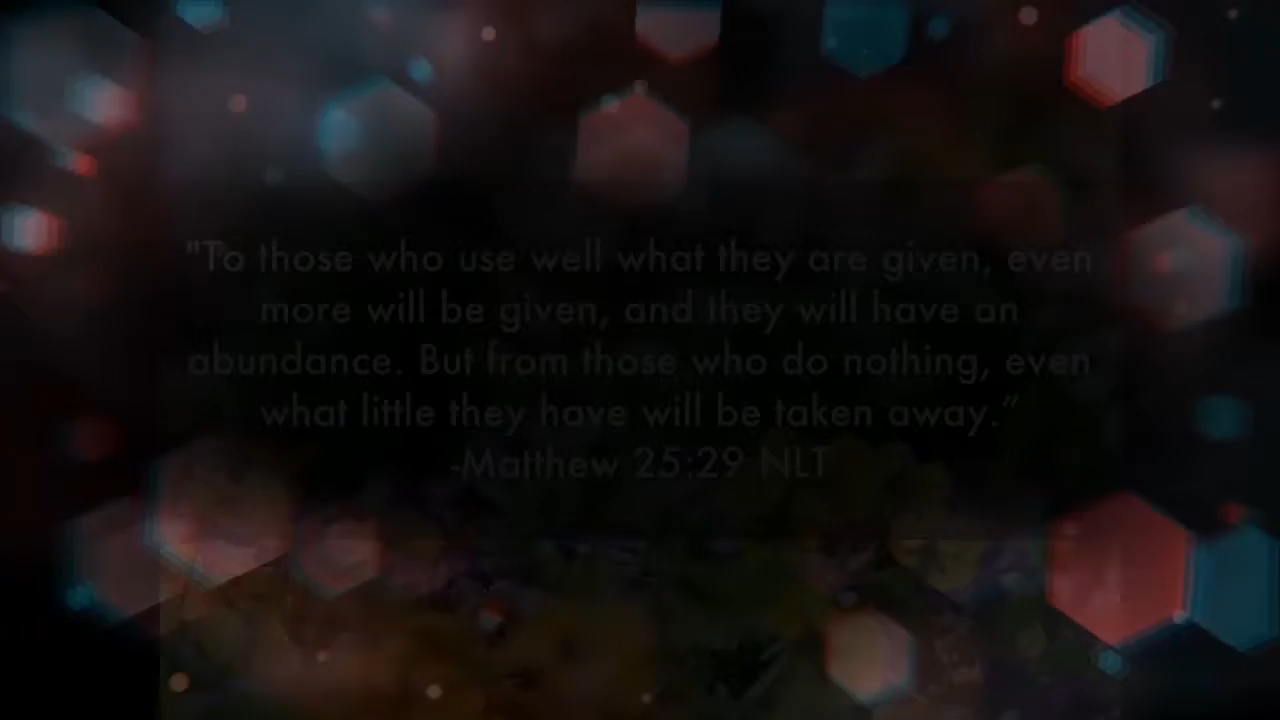 "To those who use well what they are given, even
more will be given, and they will have an
abundance. But from those who do nothing, even
what little they have will be taken away.”
-Matthew 25:29 NLT